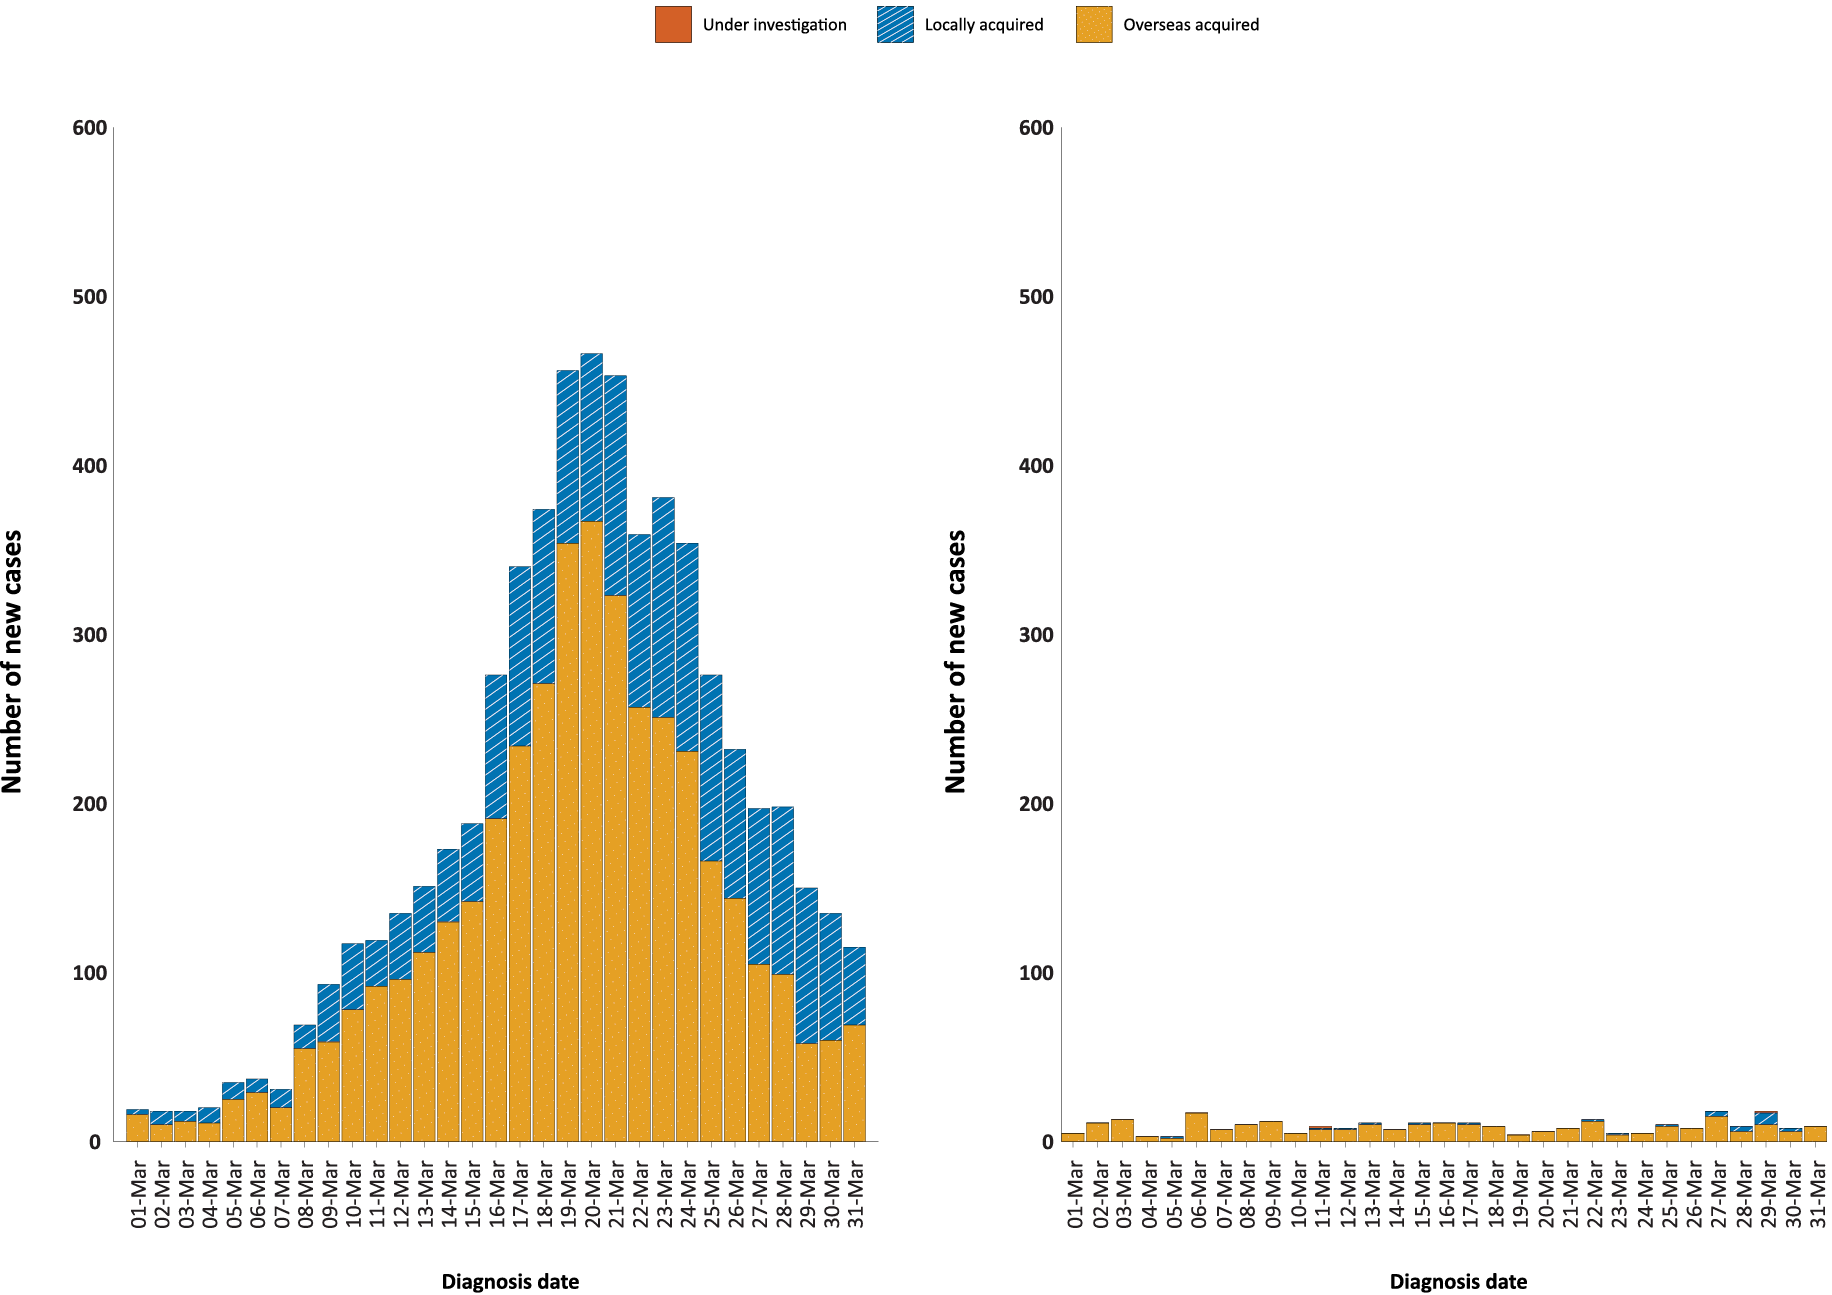 Under investigation
Locally acquired
Overseas acquired
Number of new cases
600
500
400
300
200
100
0
01-Mar
02-Mar
03-Mar
04-Mar
05-Mar
06-Mar
07-Mar
08-Mar
09-Mar
10-Mar
11-Mar
12-Mar
13-Mar
14-Mar
15-Mar
16-Mar
17-Mar
18-Mar
19-Mar
20-Mar
21-Mar
22-Mar
23-Mar
24-Mar
25-Mar
26-Mar
27-Mar
28-Mar
29-Mar
30-Mar
31-Mar
Diagnosis date
Number of new cases
600
500
400
300
200
100
0
01-Mar
02-Mar
03-Mar
04-Mar
05-Mar
06-Mar
07-Mar
08-Mar
09-Mar
10-Mar
11-Mar
12-Mar
13-Mar
14-Mar
15-Mar
16-Mar
17-Mar
18-Mar
19-Mar
20-Mar
21-Mar
22-Mar
23-Mar
24-Mar
25-Mar
26-Mar
27-Mar
28-Mar
29-Mar
30-Mar
31-Mar
Diagnosis date